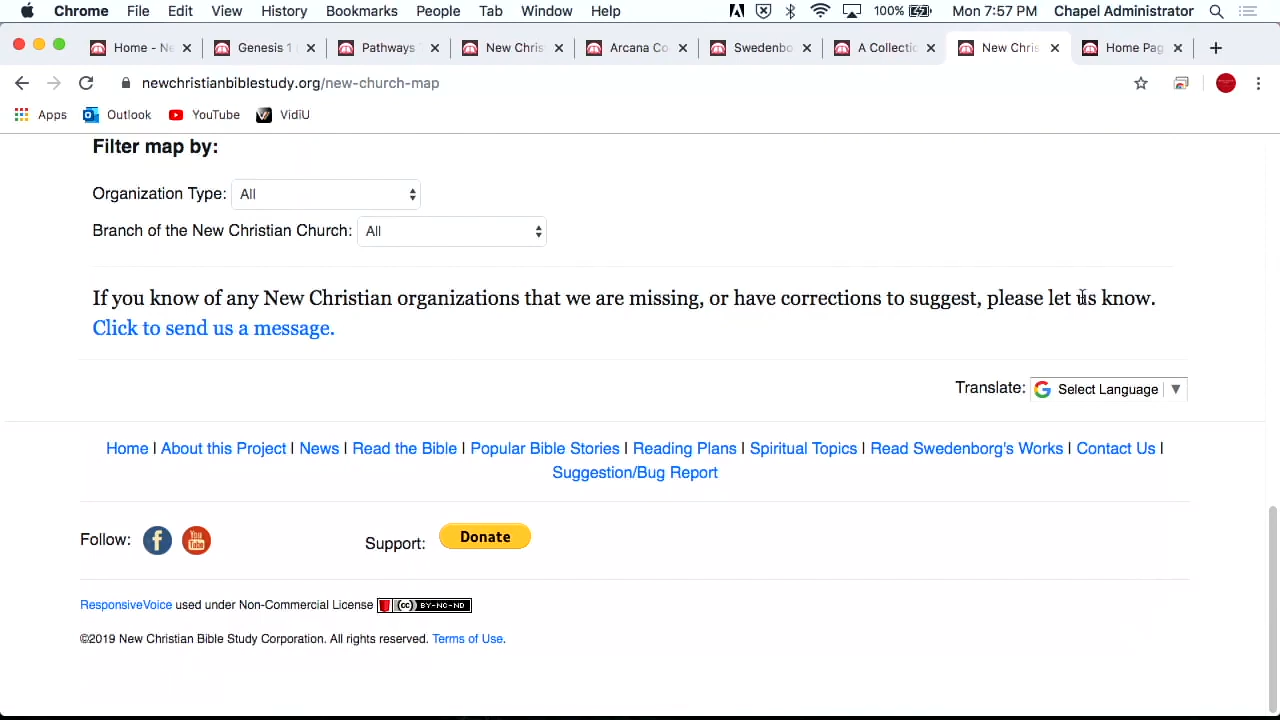 Chrome File Edit View History Bookmarks People Tab Window Help 100% Mon 7:57 PM Chapel Administrator
Home - Ne Genesis 1 Pathways New Chris Arcana Co Swedenbo A Collectio New Chris Home Pag
newchristianbiblestudy.org/new-church-map
Apps Outlook YouTube VidiU
Filter map by:
Organization Type: All
Branch of the New Christian Church: All
If you know of any New Christian organizations that we are missing, or have corrections to suggest, please let us know.
Click to send us a message.
Translate: G Select Language ▼
Home | About this Project | News | Read the Bible | Popular Bible Stories | Reading Plans | Spiritual Topics | Read Swedenborg's Works | Contact Us |
Suggestion/Bug Report
Follow: f You Tube Support: Donate
ResponsiveVoice used under Non-Commercial License (cc) BY-NC-ND
©2019 New Christian Bible Study Corporation. All rights reserved. Terms of Use.